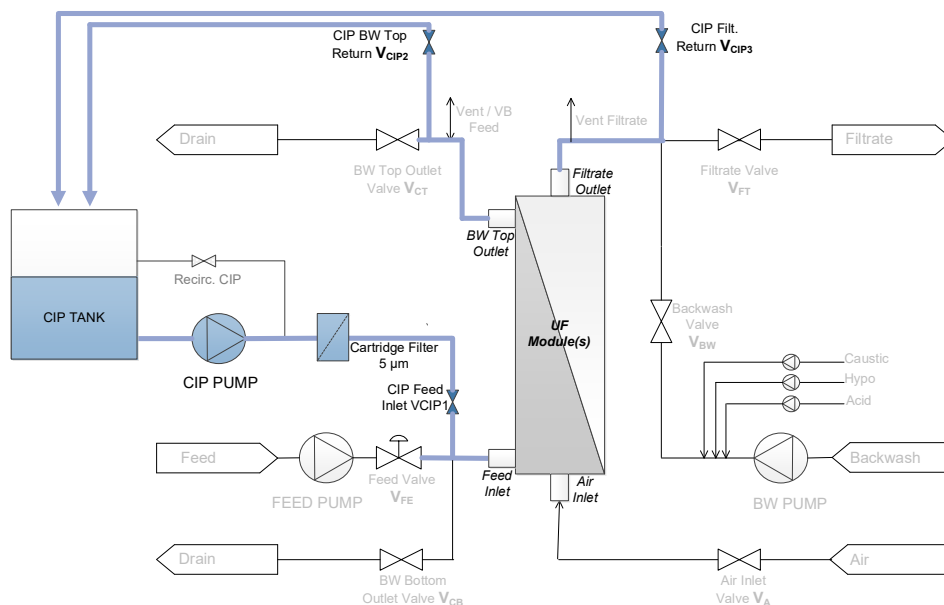 CIP BW Top
Return VCIP2
CIP Filt.
Return VCIP3
Vent / VB
Feed
Vent Filtrate
Drain
Filtrate
BW Top Outlet
Valve VCT
Filtrate
Outlet
Filtrate Valve
VFT
BW Top
Outlet
Recirc. CIP
CIP TANK
UF
Module(s)
Backwash
Valve
VBW
Cartridge Filter
5 µm
CIP PUMP
Caustic
Hypo
Acid
CIP Feed
Inlet VCIP1
Feed
Feed Valve
VFE
FEED PUMP
Feed
Inlet
Air
Inlet
Backwash
BW PUMP
Drain
BW Bottom
Outlet Valve VCB
Air Inlet
Valve VA
Air